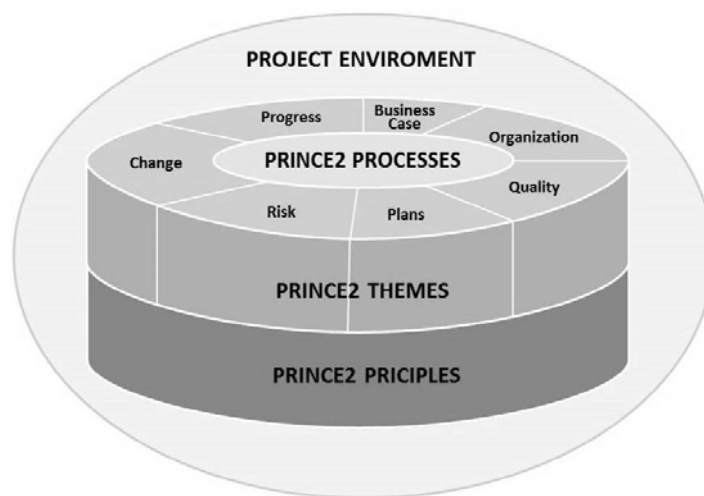 PROJECT ENVIROMENT
Progress
Business
Case
Organization
Change
PRINCE2 PROCESSES
Quality
Risk
Plans
PRINCE2 THEMES
PRINCE2 PRICIPLES